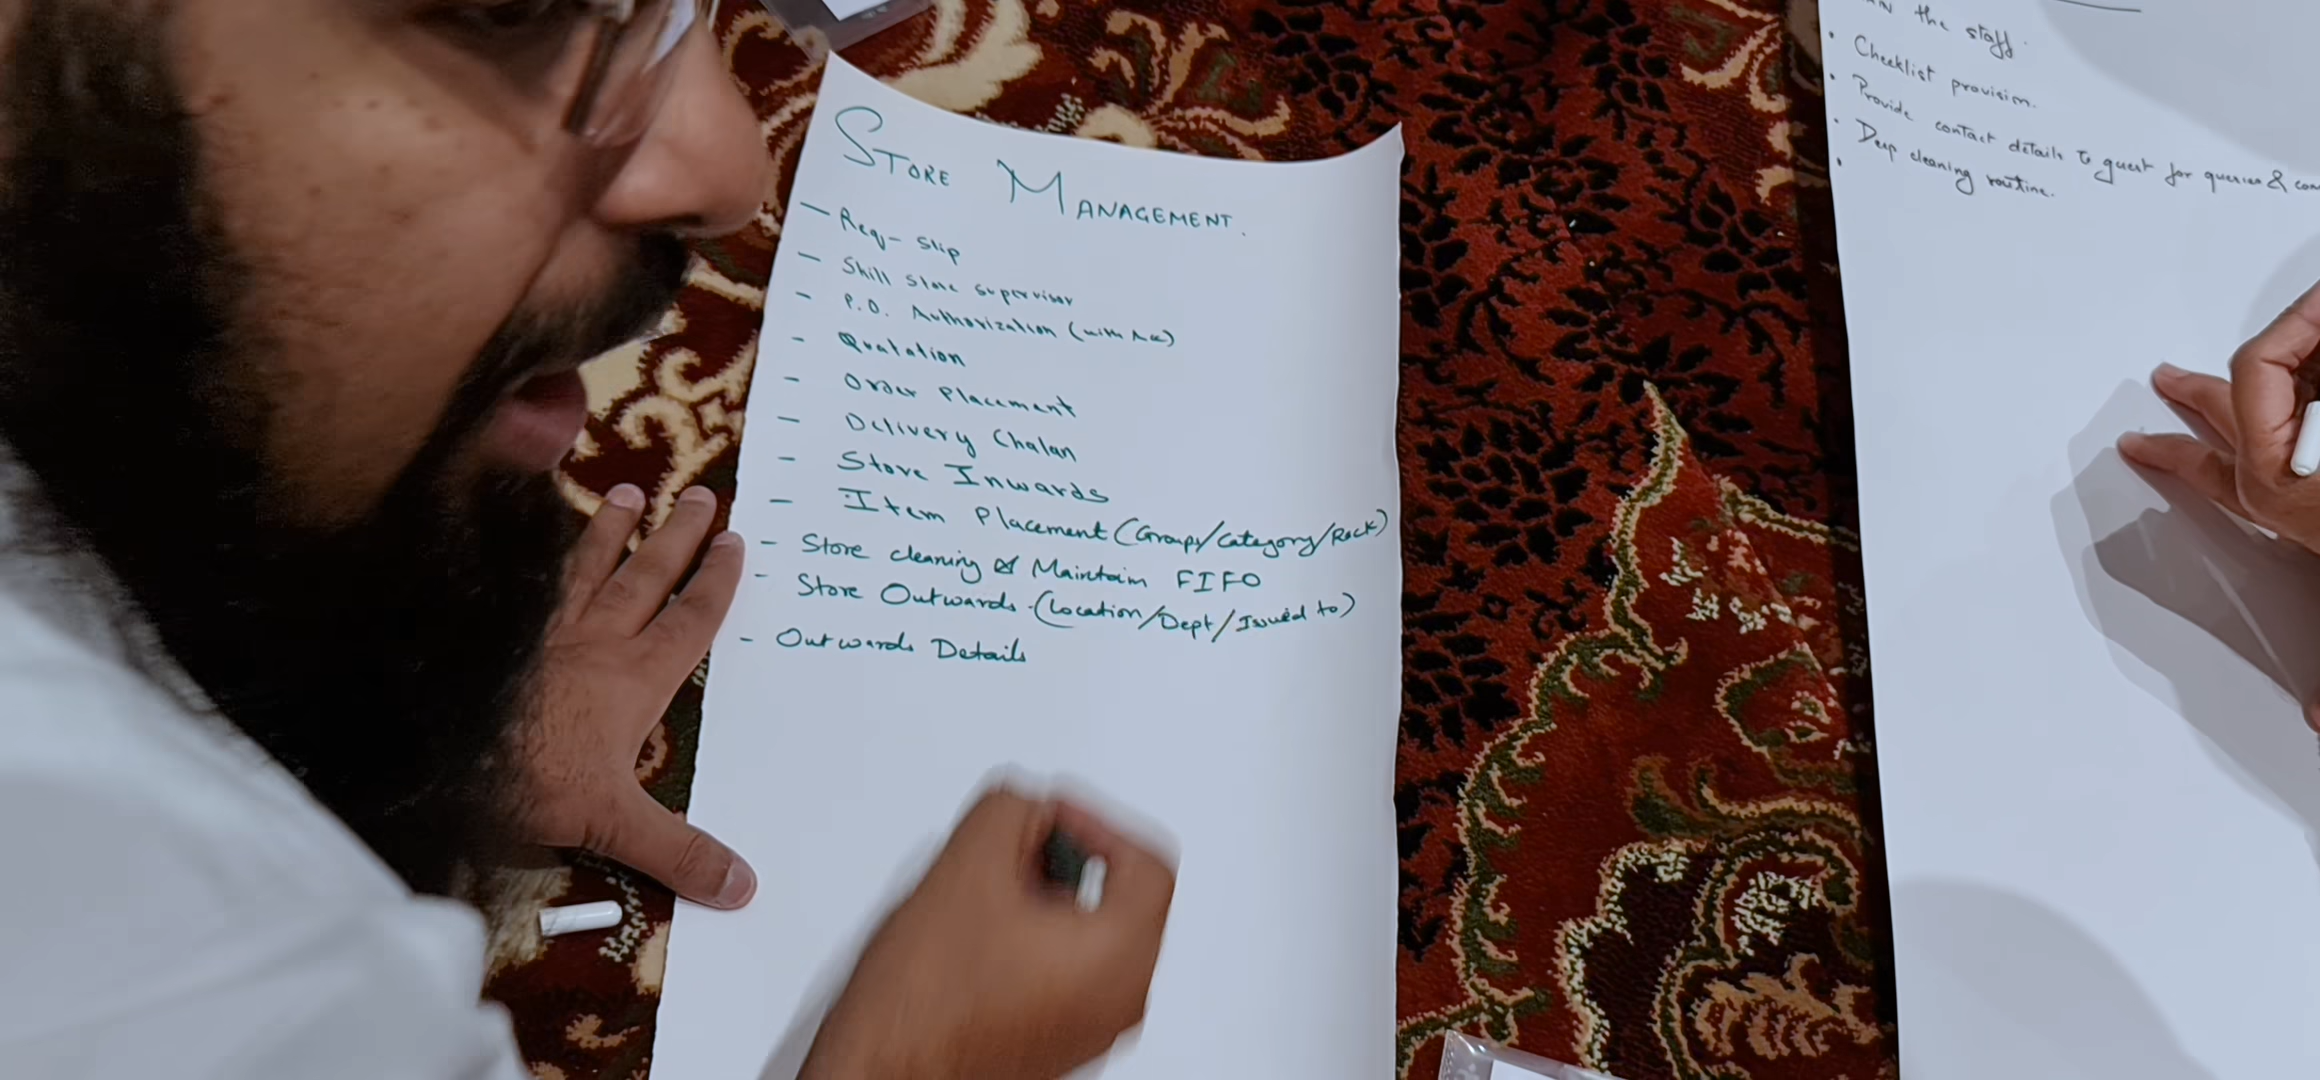 STORE MANAGEMENT.
— Req- Slip
— Skill Store Supervisor
- P.O. Authorization (with Ac)
- Quatation
- Order Placement
- Delivery Chalan
- Store Inwards
- Item Placement (Group/Category/Rack)
- Store cleaning & Maintain FIFO
- Store Outwards (Location/Dept/Issued to)
- Outwards Details
the staff.
• Checklist provision.
• Provide contact details to guest for queries &
• Deep cleaning routine.
•